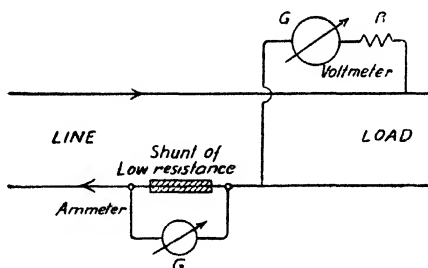 G
R
Voltmeter
LINE
LOAD
Shunt of
Low resistance
Ammeter
G